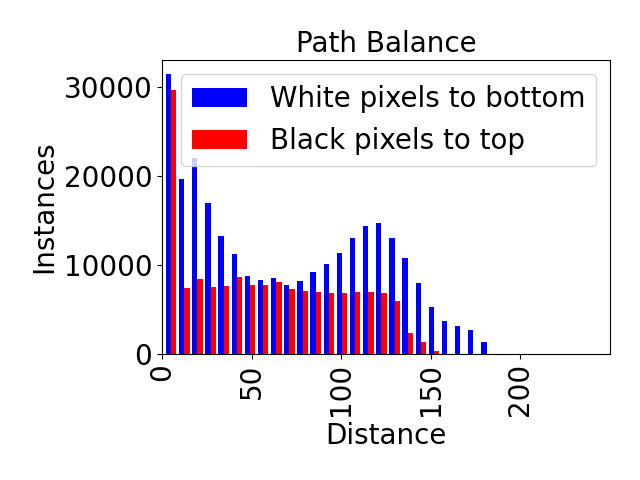 Path Balance
White pixels to bottom
Black pixels to top
Instances
30000
20000
10000
0
0
50
100
150
200
Distance